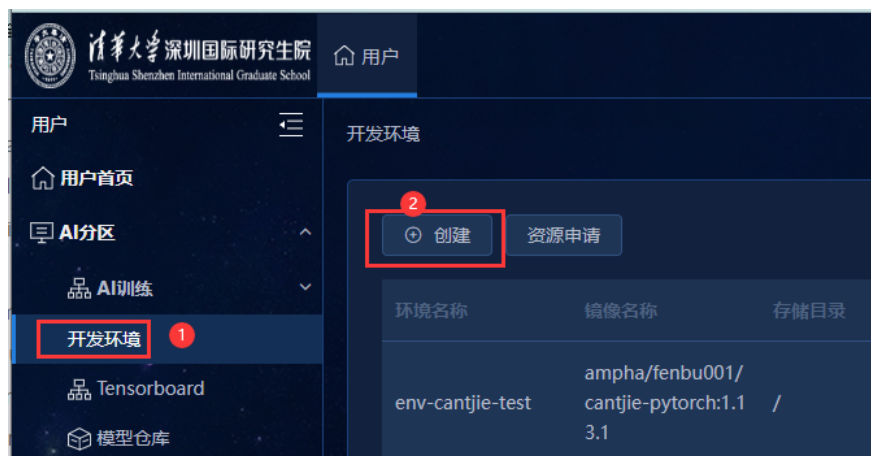 清华大学深圳国际研究生院
Tsinghua Shenzhen International Graduate School
用户
用户
开发环境
用户首页
2
AI分区
创建
资源申请
AI训练
环境名称
镜像名称
存储目录
开发环境
1
Tensorboard
env-cantjie-test
ampha/fenbu001/
cantjie-pytorch:1.1
3.1
/
模型仓库